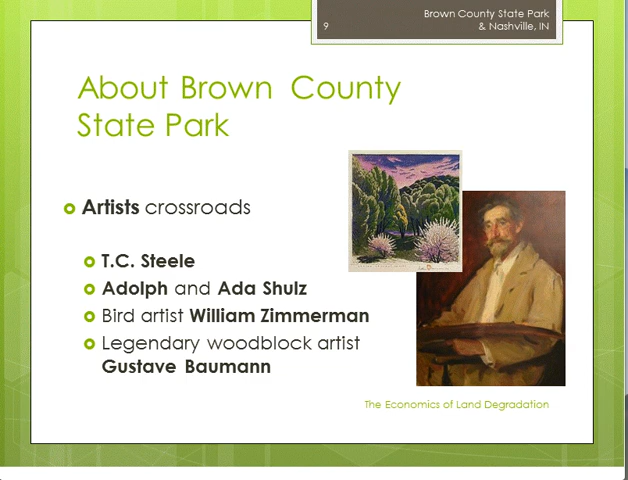 Brown County State Park
9
& Nashville, IN
About Brown County
State Park
Artists crossroads
T.C. Steele
Adolph and Ada Shulz
Bird artist William Zimmerman
Legendary woodblock artist
Gustave Baumann
The Economics of Land Degradation